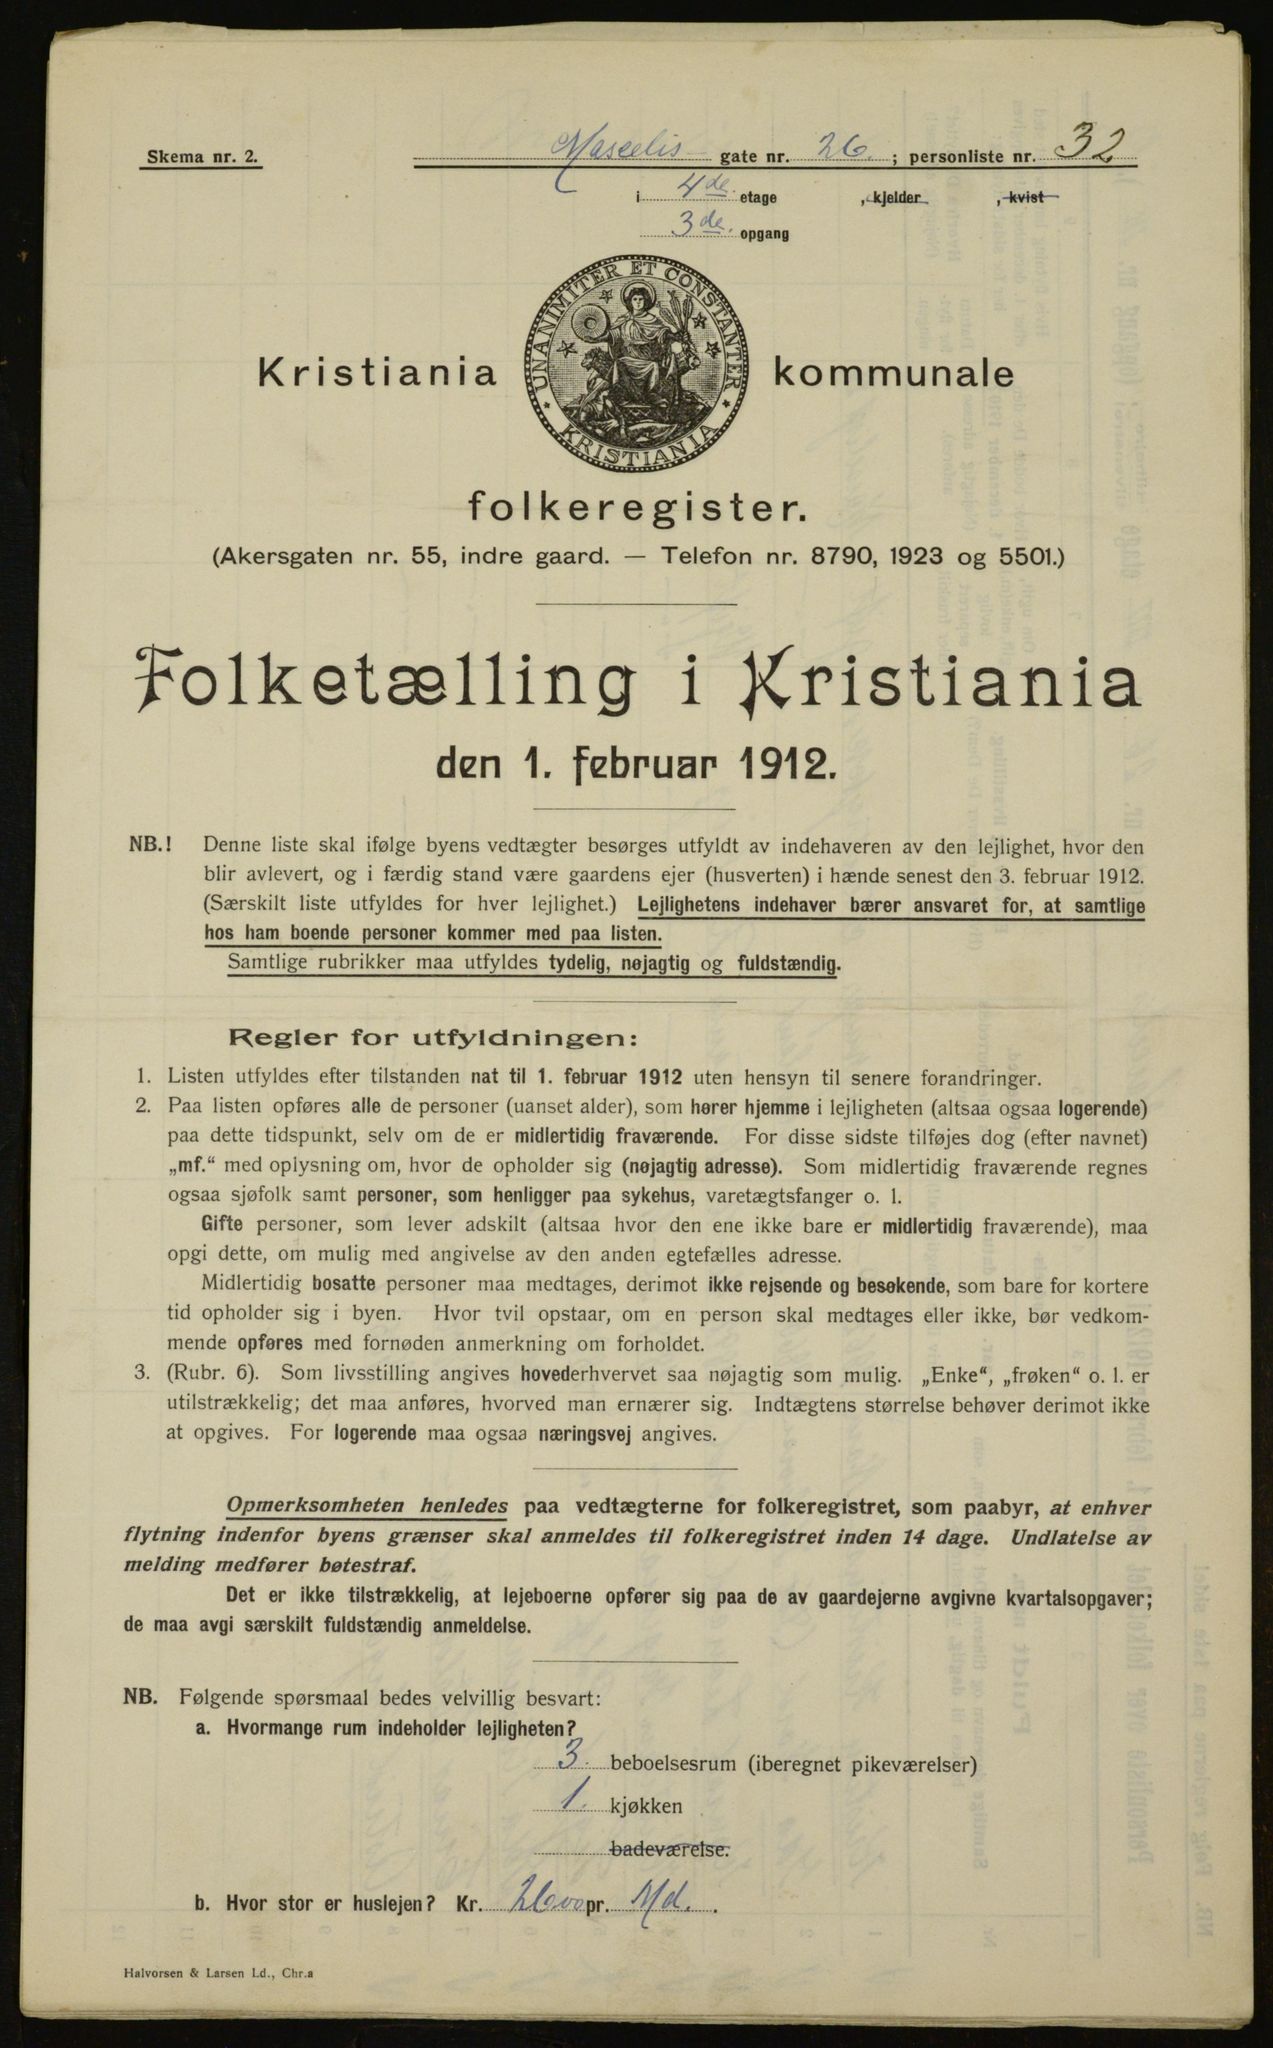 Skema nr. 2.
Marcelis gate nr. 26. ; personliste nr. 32
i 4de. etage , kjelder , kvist
3de. opgang
UNANIMITER ET CONSTANTER
KRISTIANIA
Kristiania kommunale
folkeregister.
(Akersgaten nr. 55, indre gaard. — Telefon nr. 8790, 1923 og 5501.)
Folketælling i Kristiania
den 1. februar 1912.
NB.! Denne liste skal ifølge byens vedtægter besørges utfyldt av indehaveren av den lejlighet, hvor den
blir avlevert, og i færdig stand være gaardens ejer (husverten) i hænde senest den 3. februar 1912.
(Særskilt liste utfyldes for hver lejlighet.) Lejlighetens indehaver bærer ansvaret for, at samtlige
hos ham boende personer kommer med paa listen.
Samtlige rubrikker maa utfyldes tydelig, nøjagtig og fuldstændig.
Regler for utfyldningen:
1. Listen utfyldes efter tilstanden nat til 1. februar 1912 uten hensyn til senere forandringer.
2. Paa listen opføres alle de personer (uanset alder), som hører hjemme i lejligheten (altsaa ogsaa logerende)
paa dette tidspunkt, selv om de er midlertidig fraværende. For disse sidste tilføjes dog (efter navnet)
„mf.“ med oplysning om, hvor de opholder sig (nøjagtig adresse). Som midlertidig fraværende regnes
ogsaa sjøfolk samt personer, som henligger paa sykehus, varetægtsfanger o. l.
Gifte personer, som lever adskilt (altsaa hvor den ene ikke bare er midlertidig fraværende), maa
opgi dette, om mulig med angivelse av den anden egtefælles adresse.
Midlertidig bosatte personer maa medtages, derimot ikke rejsende og besøkende, som bare for kortere
tid opholder sig i byen. Hvor tvil opstaar, om en person skal medtages eller ikke, bør vedkom-
mende opføres med fornøden anmerkning om forholdet.
3. (Rubr. 6). Som livsstilling angives hovederhvervet saa nøjagtig som mulig. „Enke“, „frøken“ o. l. er
utilstrækkelig; det maa anføres, hvorved man ernærer sig. Indtægtens størrelse behøver derimot ikke
at opgives. For logerende maa ogsaa næringsvej angives.
Opmerksomheten henledes paa vedtægterne for folkeregistret, som paabyr, at enhver
flytning indenfor byens grænser skal anmeldes til folkeregistret inden 14 dage. Undlatelse av
melding medfører bøtestraf.
Det er ikke tilstrækkelig, at lejeboerne opfører sig paa de av gaardejerne avgivne kvartalsopgaver;
de maa avgi særskilt fuldstændig anmeldelse.
NB. Følgende spørsmaal bedes velvillig besvart:
a. Hvormange rum indeholder lejligheten?
3. beboelsesrum (iberegnet pikeværelser)
1. kjøkken
badeværelse.
b. Hvor stor er huslejen? Kr. 26.00 pr. Md. .
Halvorsen & Larsen Ld., Chr.a